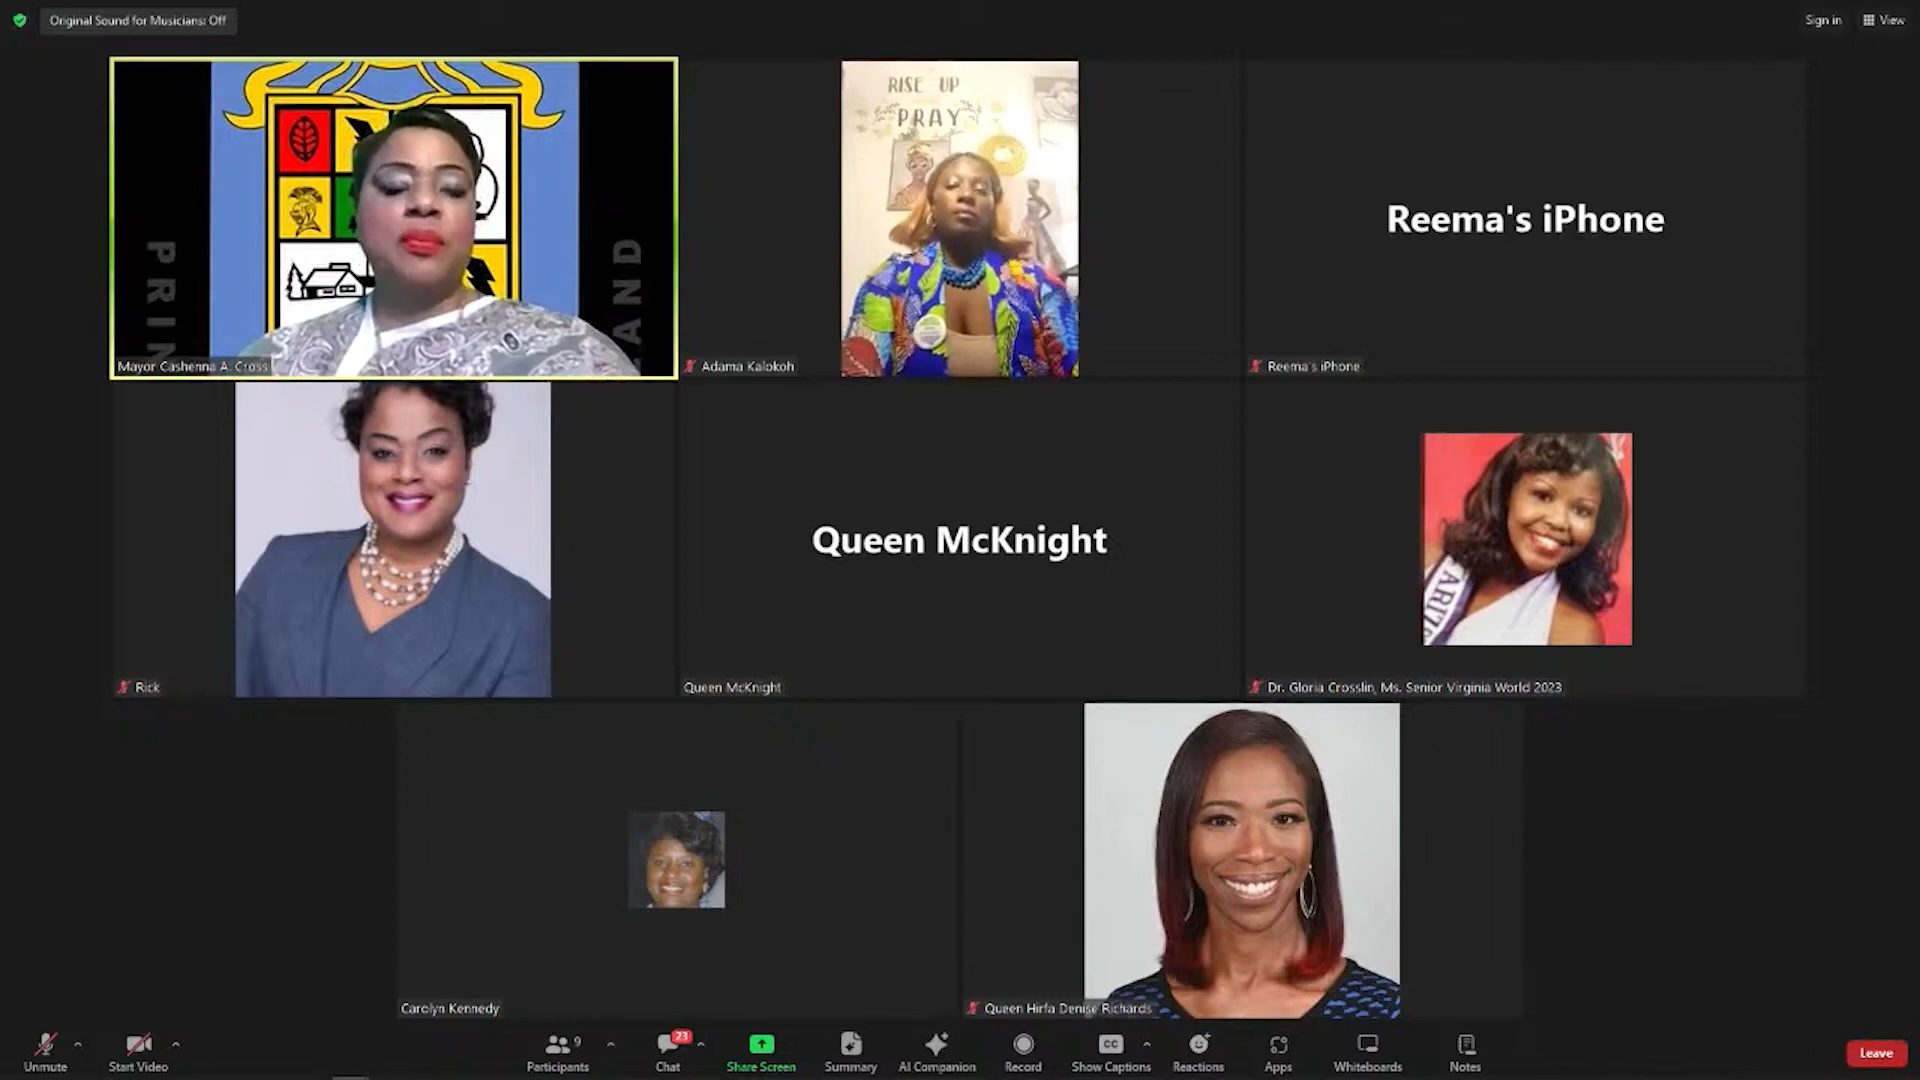 Original Sound for Musicians: Off
Sign in
View
PRIN
LAND
Mayor Cashenna A. Cross
RISE UP
PRAY
Adama Kalokoh
Reema's iPhone
Reema's iPhone
Rick
Queen McKnight
Queen McKnight
Dr. Gloria Crosslin, Ms. Senior Virginia World 2023
Carolyn Kennedy
Queen Hirfa Denise Richards
Unmute
Start Video
9
Participants
23
Chat
Share Screen
Summary
AI Companion
Record
CC
Show Captions
Reactions
Apps
Whiteboards
Notes
Leave